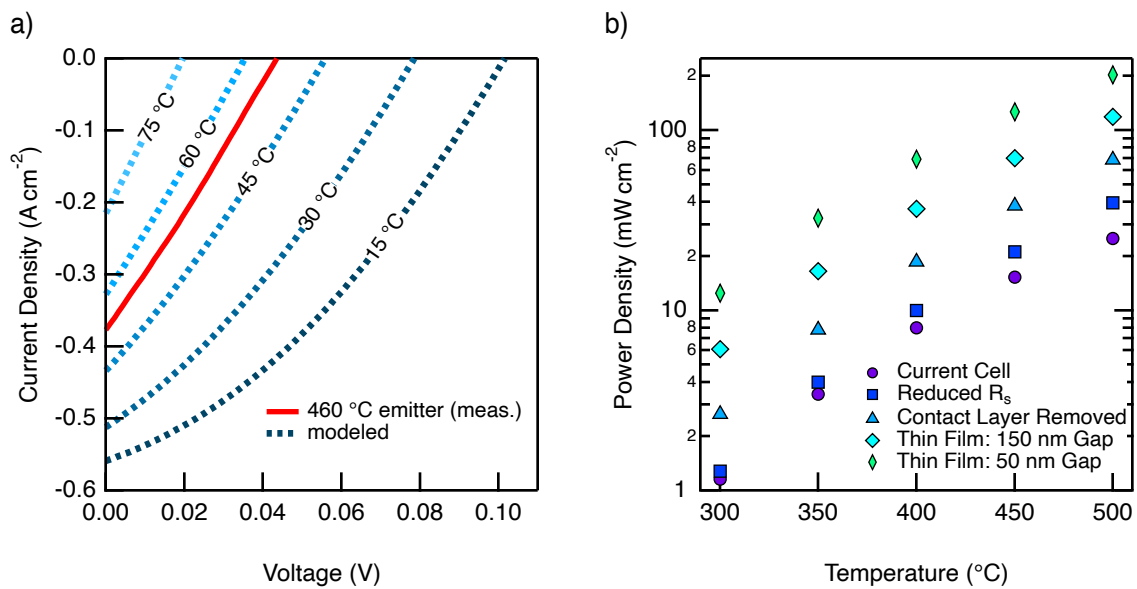 a)
0.0
-0.1
-0.2
-0.3
-0.4
-0.5
-0.6
Current Density (A cm-2)
75 °C
60 °C
45 °C
30 °C
15 °C
460 °C emitter (meas.)
modeled
0.00
0.02
0.04
0.06
0.08
0.10
Voltage (V)
b)
2
100
8
6
4
2
10
8
6
4
2
1
Power Density (mW cm-2)
Current Cell
Reduced Rs
Contact Layer Removed
Thin Film: 150 nm Gap
Thin Film: 50 nm Gap
300
350
400
450
500
Temperature (°C)